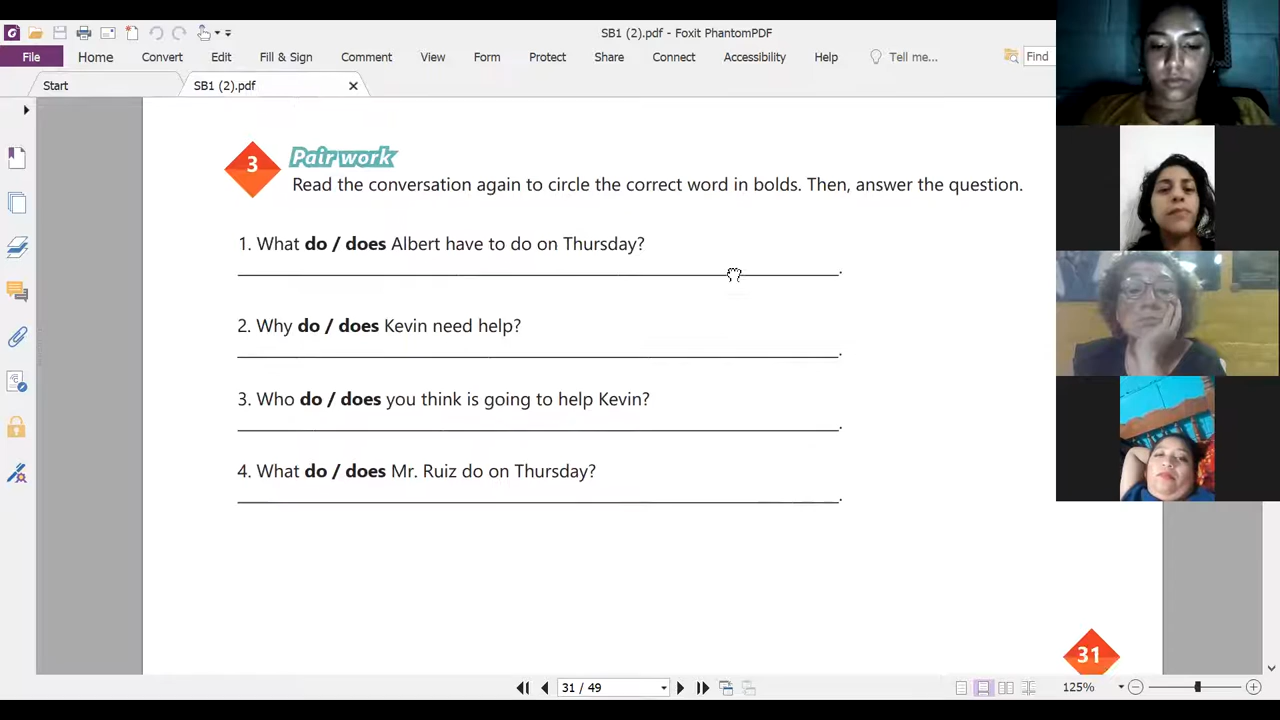 SB1 (2).pdf - Foxit PhantomPDF
File Home Convert Edit Fill & Sign Comment View Form Protect Share Connect Accessibility Help Tell me... Find
Start SB1 (2).pdf
3 Pair work
Read the conversation again to circle the correct word in bolds. Then, answer the question.
1. What do / does Albert have to do on Thursday?
.
2. Why do / does Kevin need help?
.
3. Who do / does you think is going to help Kevin?
.
4. What do / does Mr. Ruiz do on Thursday?
.
31
31 / 49 125%